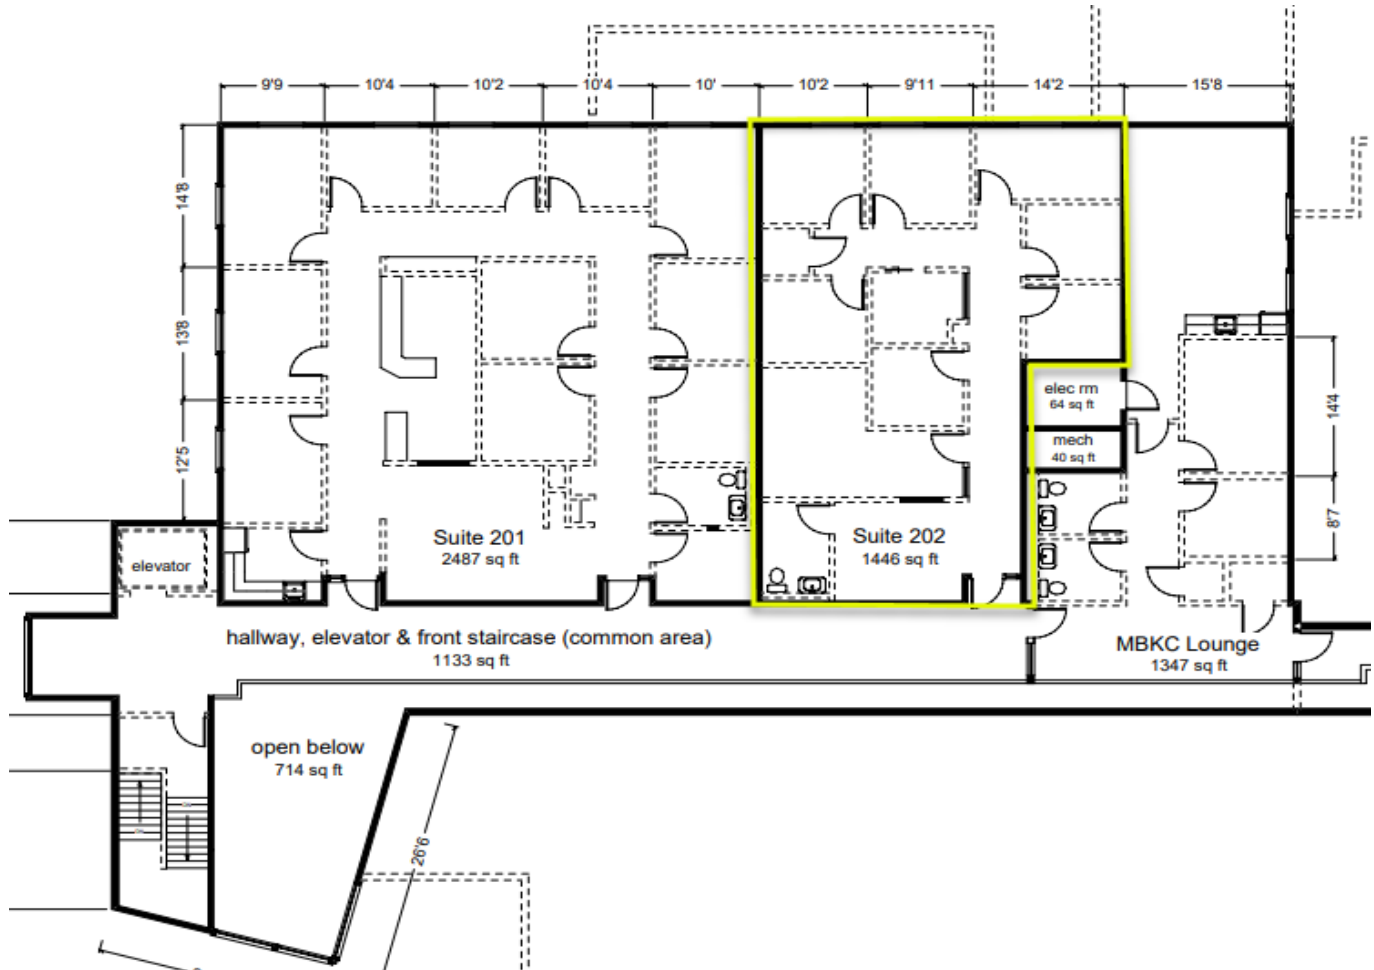 9'9 10'4 10'2 10'4 10' 10'2 9'11 14'2 15'8
14'8
13'8
12'5
elec rm
64 sq ft
mech
40 sq ft
14'4
8'7
Suite 201
2487 sq ft
Suite 202
1446 sq ft
elevator
hallway, elevator & front staircase (common area)
1133 sq ft
MBKC Lounge
1347 sq ft
open below
714 sq ft
26'6